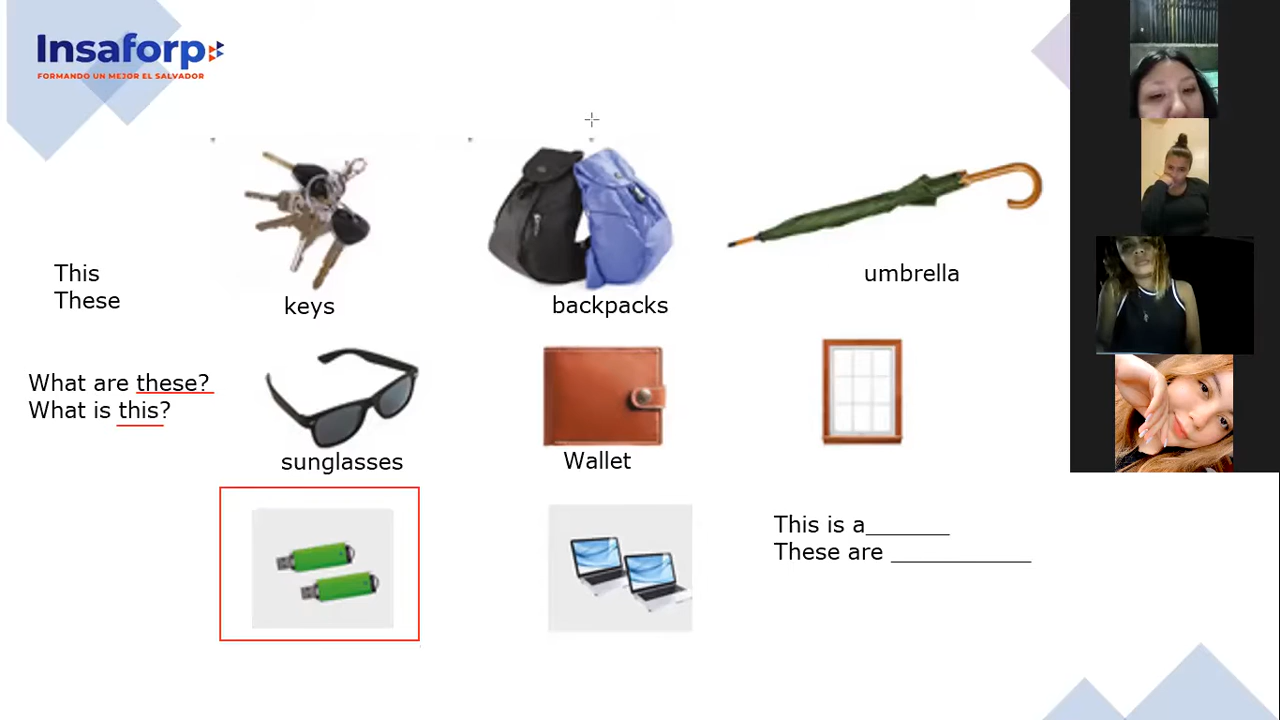 Insaforp
FORMANDO UN MEJOR EL SALVADOR
This
These
keys
backpacks
umbrella
What are these?
What is this?
sunglasses
Wallet
This is a_______
These are ____________